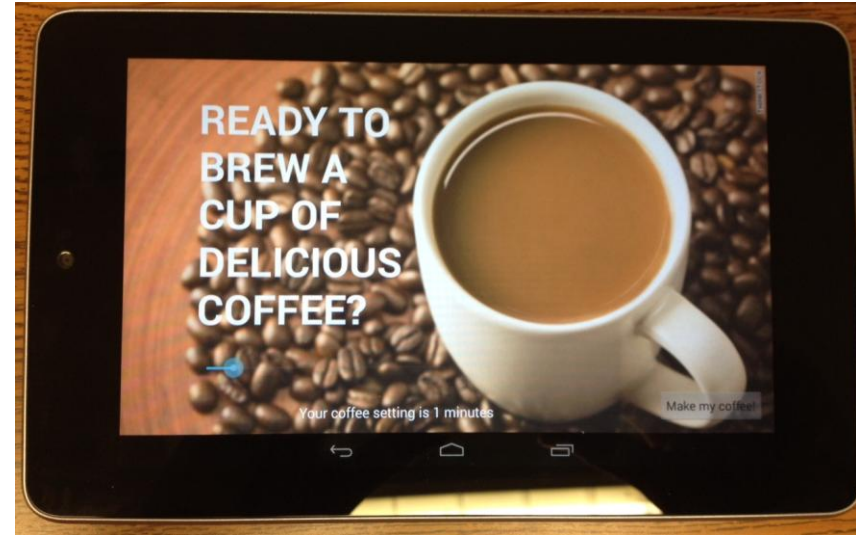 READY TO
BREW A
CUP OF
DELICIOUS
COFFEE?
Your coffee setting is 1 minutes
Make my coffee!